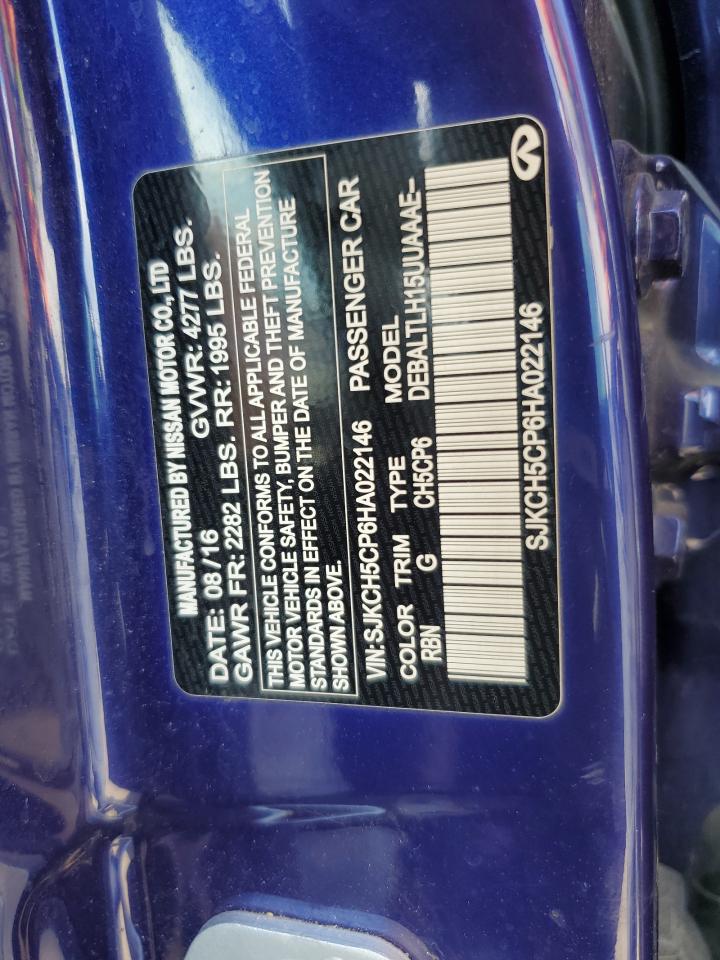 MANUFACTURED BY NISSAN MOTOR CO., LTD
DATE: 08/16 GVWR: 4277 LBS.
GAWR FR: 2282 LBS. RR: 1995 LBS.
THIS VEHICLE CONFORMS TO ALL APPLICABLE FEDERAL
MOTOR VEHICLE SAFETY, BUMPER AND THEFT PREVENTION
STANDARDS IN EFFECT ON THE DATE OF MANUFACTURE
SHOWN ABOVE.
VIN: SJKCH5CP6HA022146 PASSENGER CAR
COLOR TRIM TYPE MODEL
RBN G CH5CP6 DEBALTLH15UUAAAE--
SJKCH5CP6HA022146